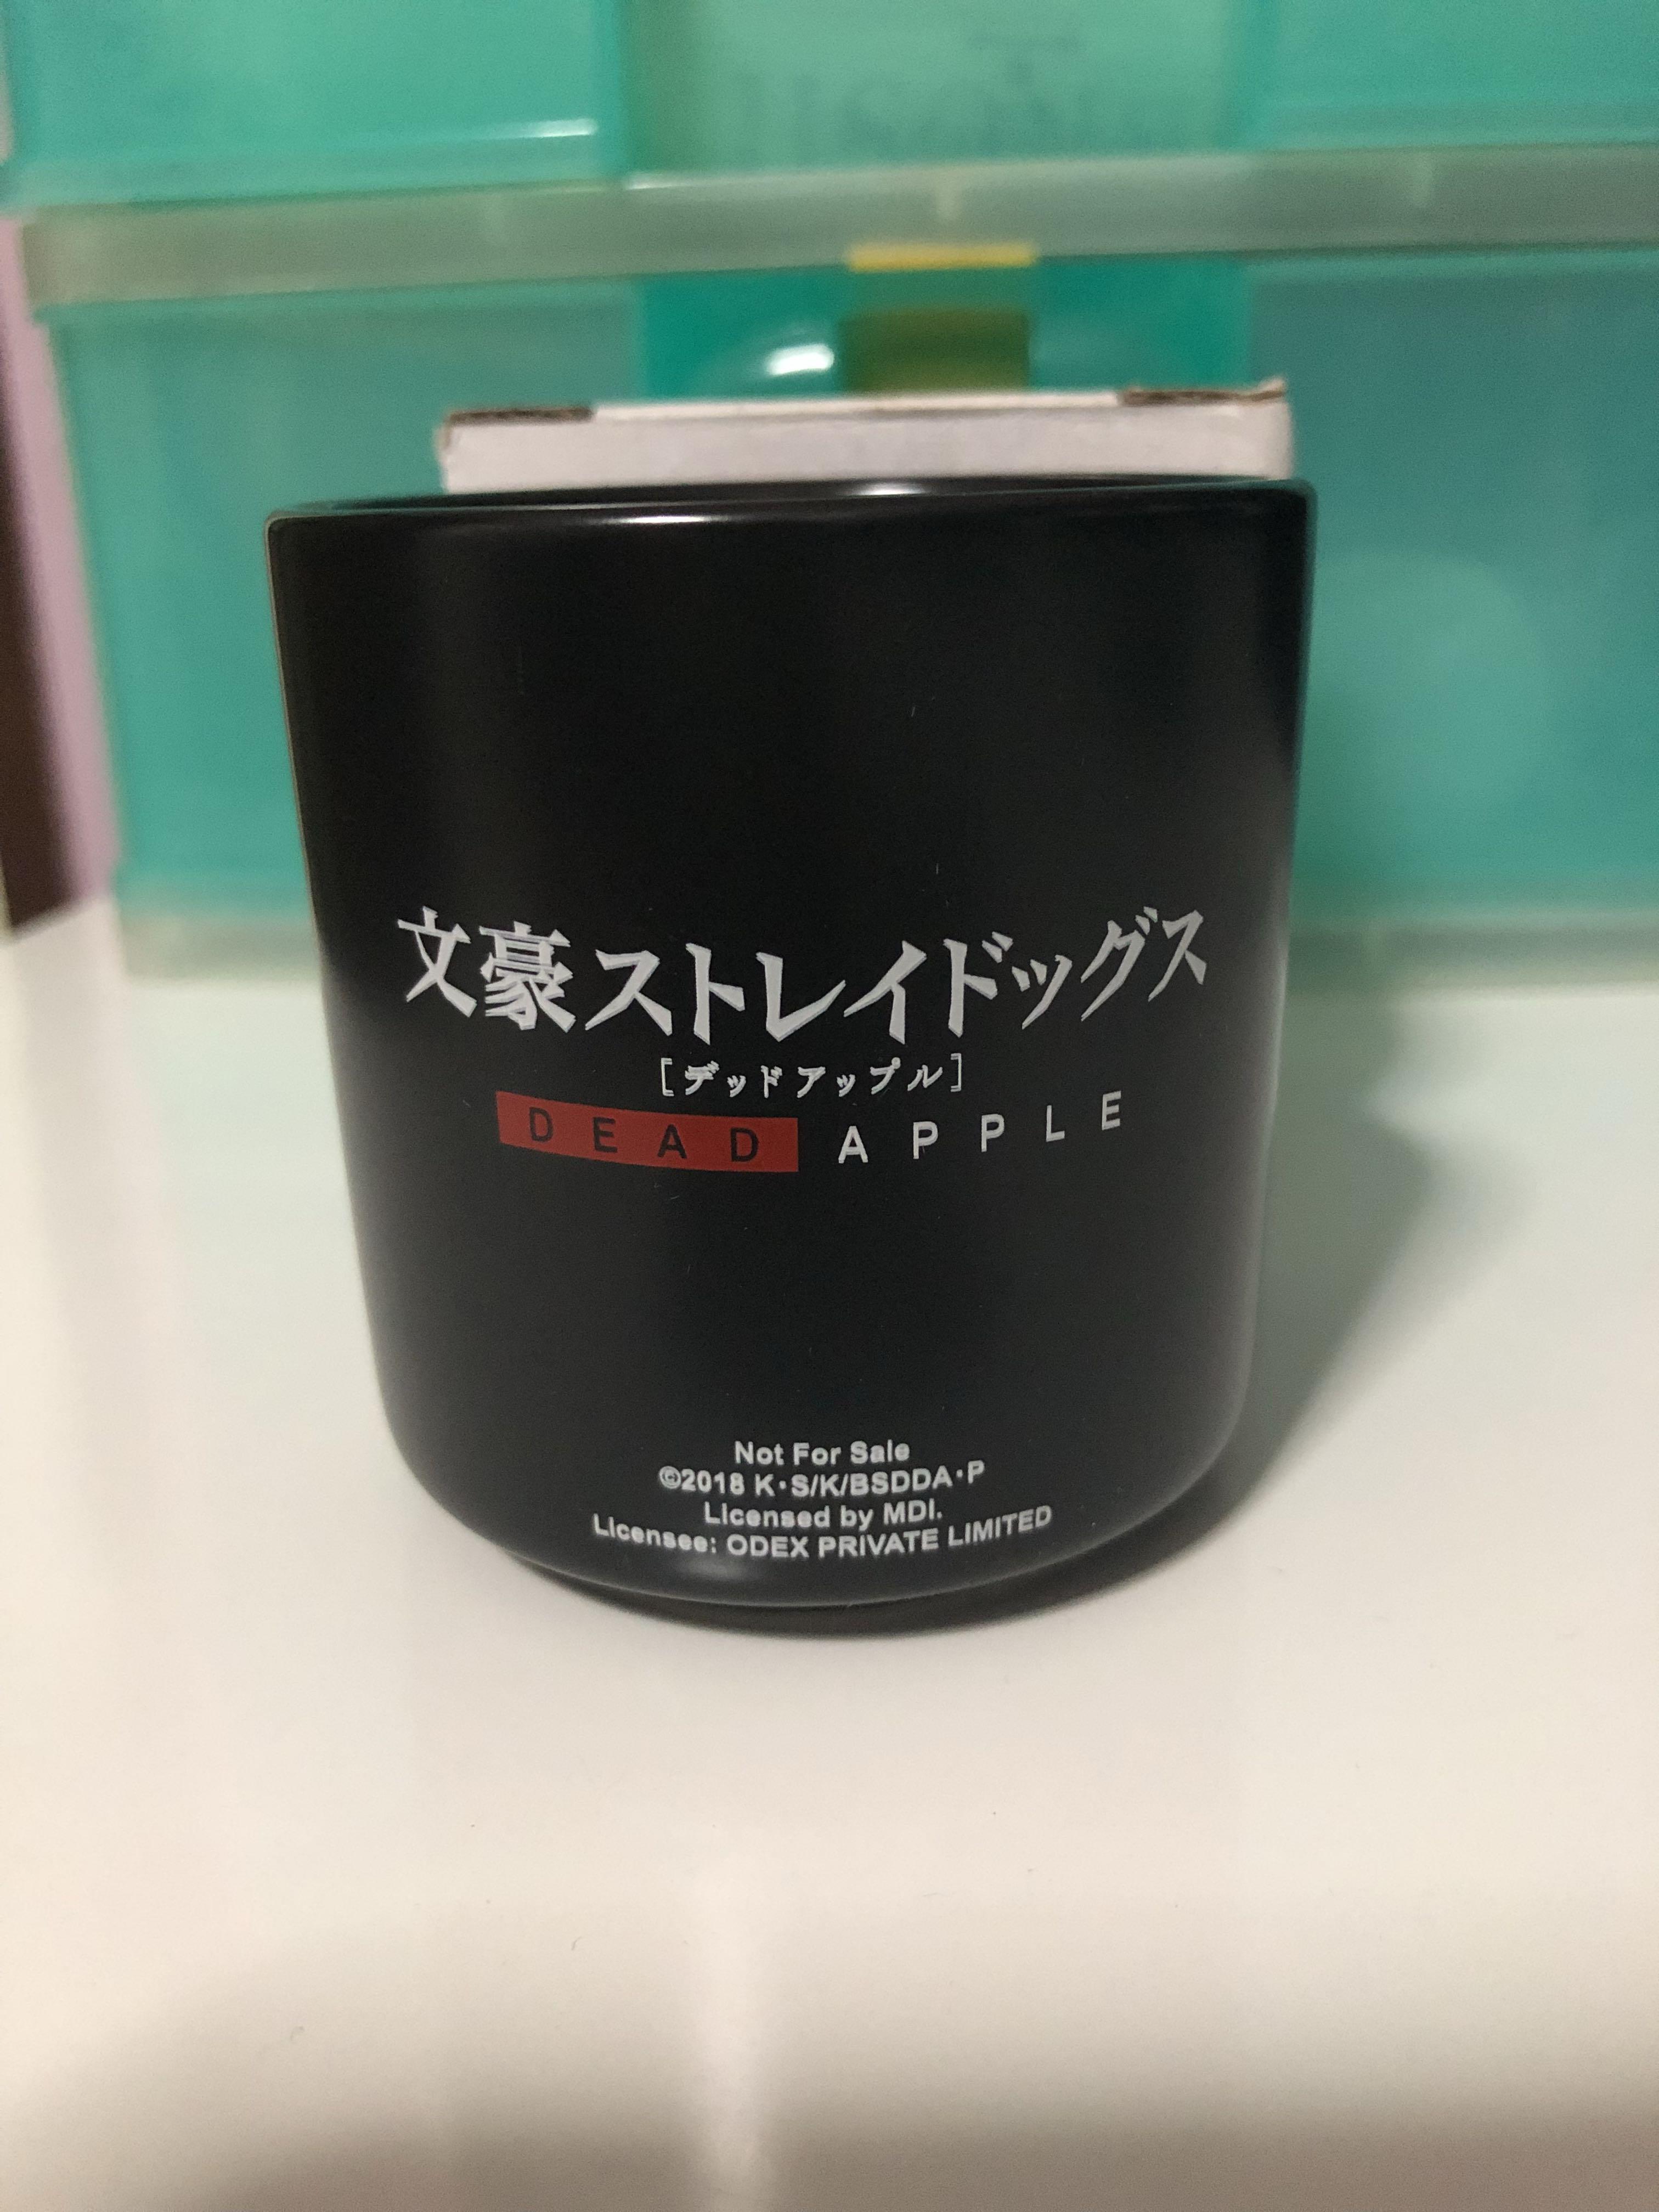 文豪ストレイドッグス
[デッドアップル]
DEAD APPLE
Not For Sale
©2018 K・S/K/BSDDA・P
Licensed by MDI.
Licensee: ODEX PRIVATE LIMITED